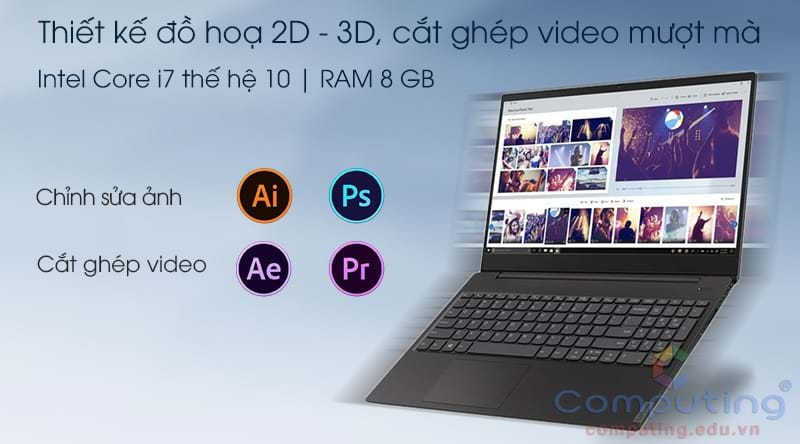 Thiết kế đồ hoạ 2D - 3D, cắt ghép video mượt mà
Intel Core i7 thế hệ 10 | RAM 8 GB
Chỉnh sửa ảnh
Ai
Ps
Cắt ghép video
Ae
Pr
Computing®
computing.edu.vn